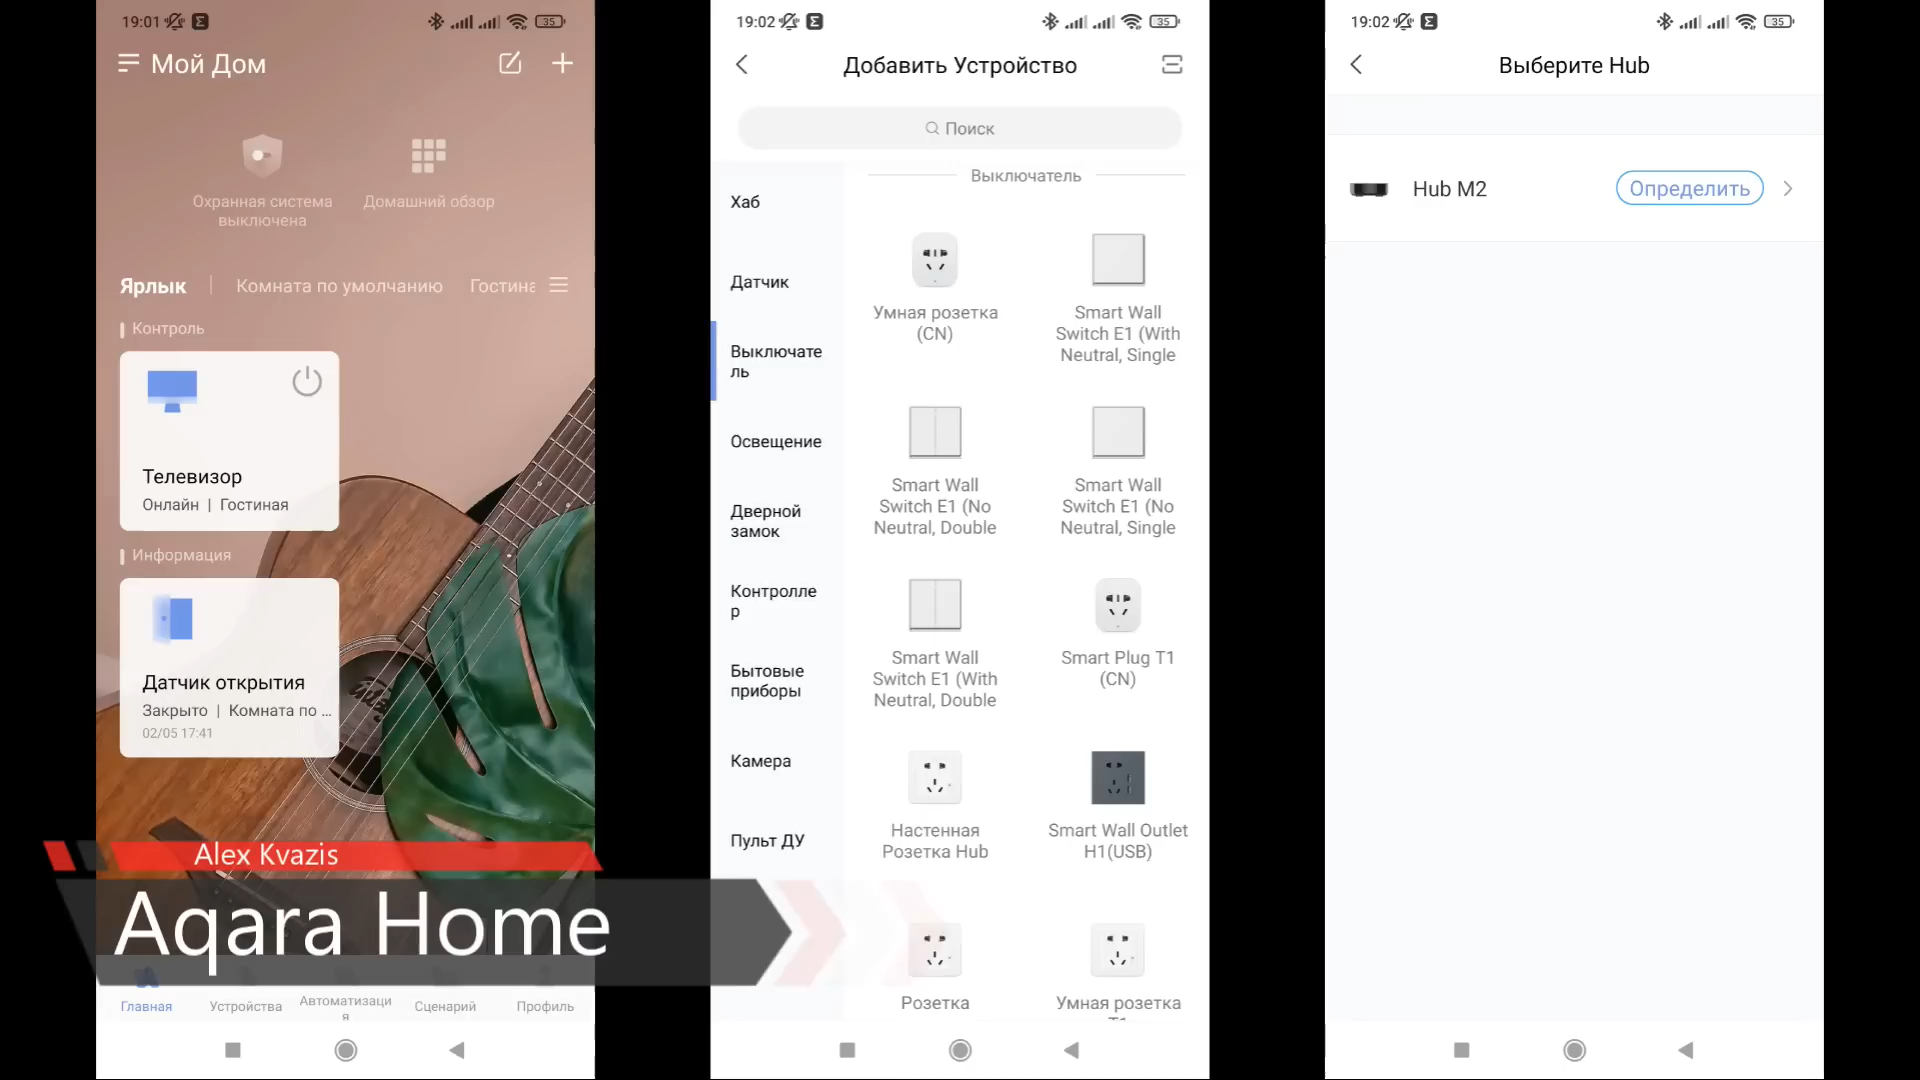 19:01
35
Мой Дом
Охранная система
выключена
Домашний обзор
Ярлык
Комната по умолчанию
Гостина
Контроль
Телевизор
Онлайн | Гостиная
Информация
Датчик открытия
Закрыто | Комната по ...
02/05 17:41
Alex Kvazis
Aqara Home
Главная
Устройства
Автоматизаци
я
Сценарий
Профиль
19:02
35
Добавить Устройство
Поиск
Хаб
Датчик
Выключате
ль
Освещение
Дверной
замок
Контролле
р
Бытовые
приборы
Камера
Пульт ДУ
Выключатель
Умная розетка
(CN)
Smart Wall
Switch E1 (With
Neutral, Single
Smart Wall
Switch E1 (No
Neutral, Double
Smart Wall
Switch E1 (No
Neutral, Single
Smart Wall
Switch E1 (With
Neutral, Double
Smart Plug T1
(CN)
Настенная
Розетка Hub
Smart Wall Outlet
H1(USB)
Розетка
Умная розетка
19:02
35
Выберите Hub
Hub M2
Определить